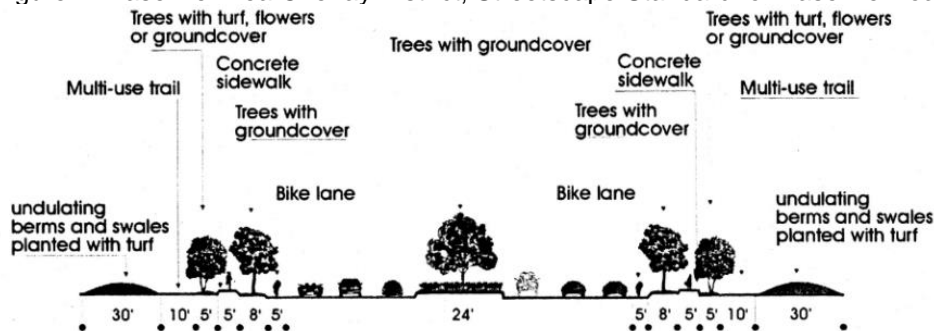 Trees with turf, flowers
or groundcover
Concrete
sidewalk
Multi-use trail
Trees with
groundcover
Trees with groundcover
Trees with turf, flowers
or groundcover
Concrete
sidewalk
Multi-use trail
Trees with
groundcover
Bike lane
Bike lane
undulating
berms and swales
planted with turf
undulating
berms and swales
planted with turf
30' 10' 5' 5' 8' 5' 24' 5' 8' 5' 5' 10' 30'